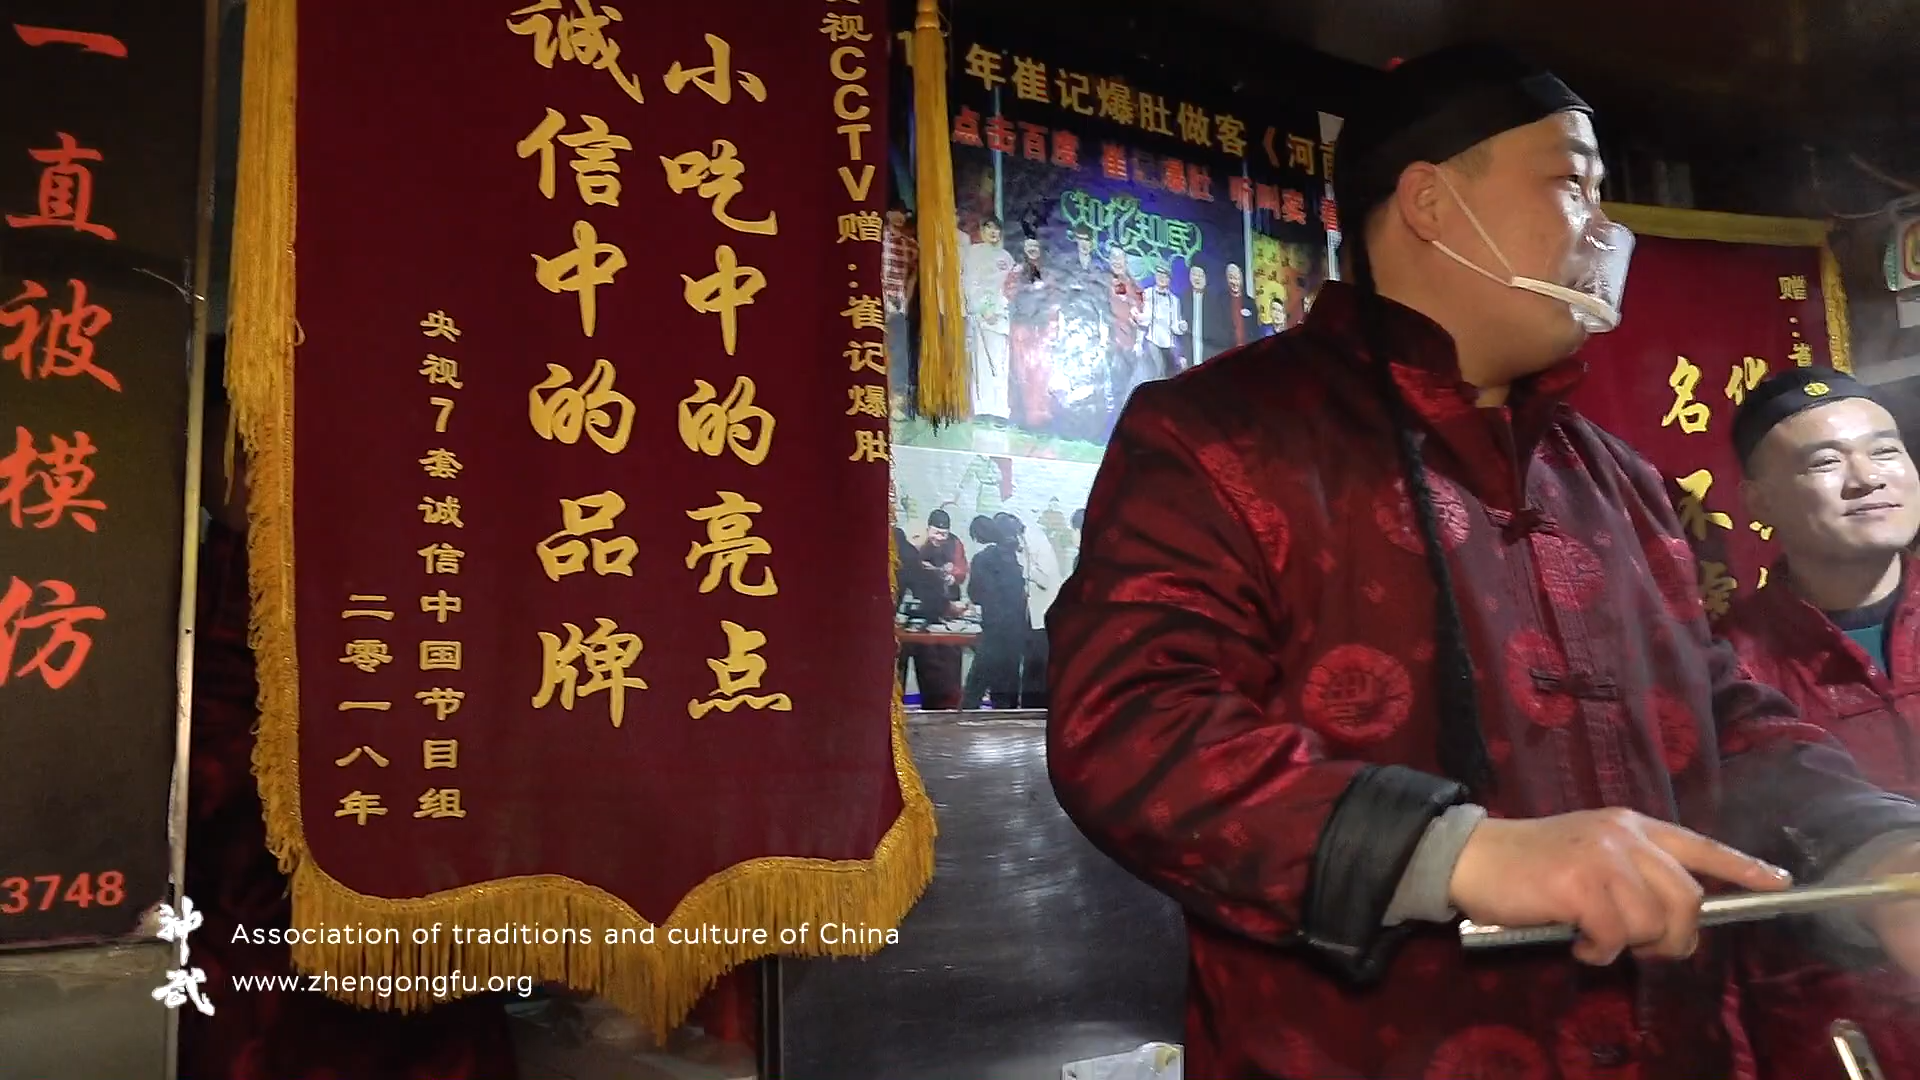 一直被模仿
3748
视CCTV赠：崔记爆肚
小吃中的亮点
诚信中的品牌
央视7套诚信中国节目组
二零一八年
年崔记爆肚做客《河南
点击百度 崔记爆肚 听叫卖
赠：
名
不
神武
Association of traditions and culture of China
www.zhengongfu.org